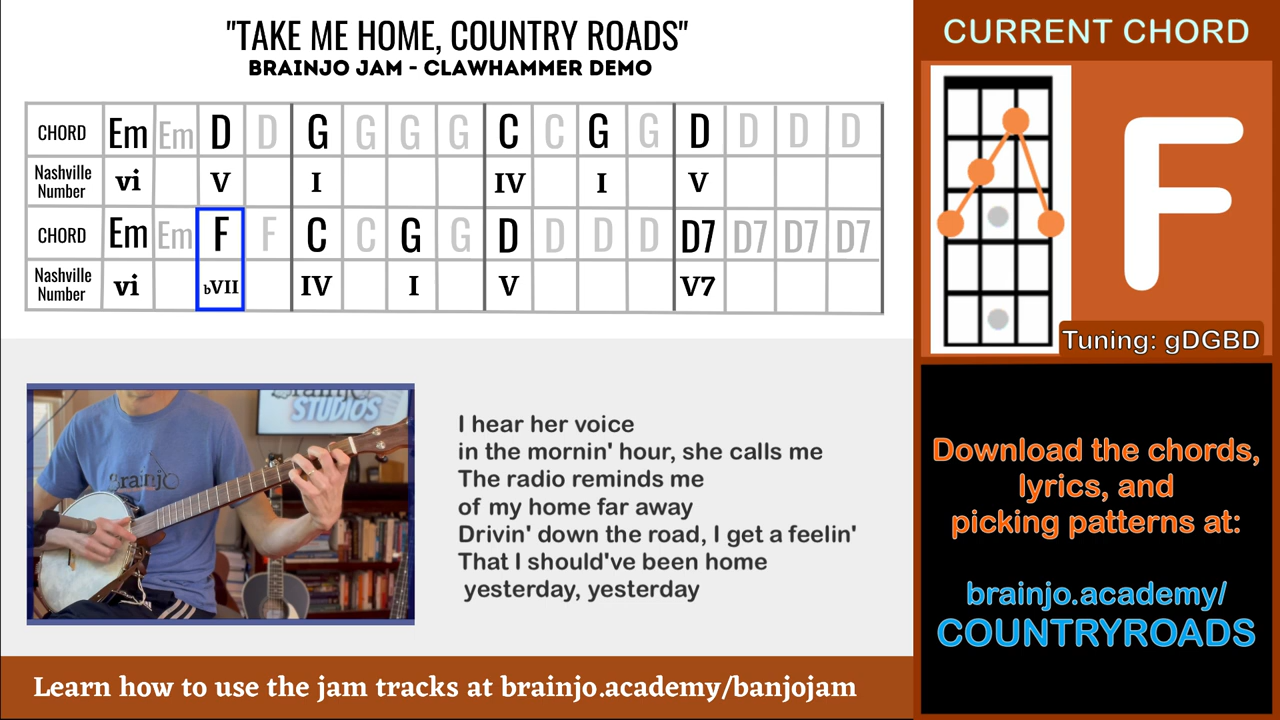 "TAKE ME HOME, COUNTRY ROADS"
BRAINJO JAM - CLAWHAMMER DEMO
CHORD Em Em D D G G G G C C G G D D D D
Nashville Number vi V I IV I V
CHORD Em Em F F C C G G D D D D D7 D7 D7 D7
Nashville Number vi bVII IV I V V7
STUDIOS
I hear her voice
in the mornin' hour, she calls me
The radio reminds me
of my home far away
Drivin' down the road, I get a feelin'
That I should've been home
yesterday, yesterday
Learn how to use the jam tracks at brainjo.academy/banjojam
CURRENT CHORD
F
Tuning: gDGBD
Download the chords,
lyrics, and
picking patterns at:
brainjo.academy/
COUNTRYROADS